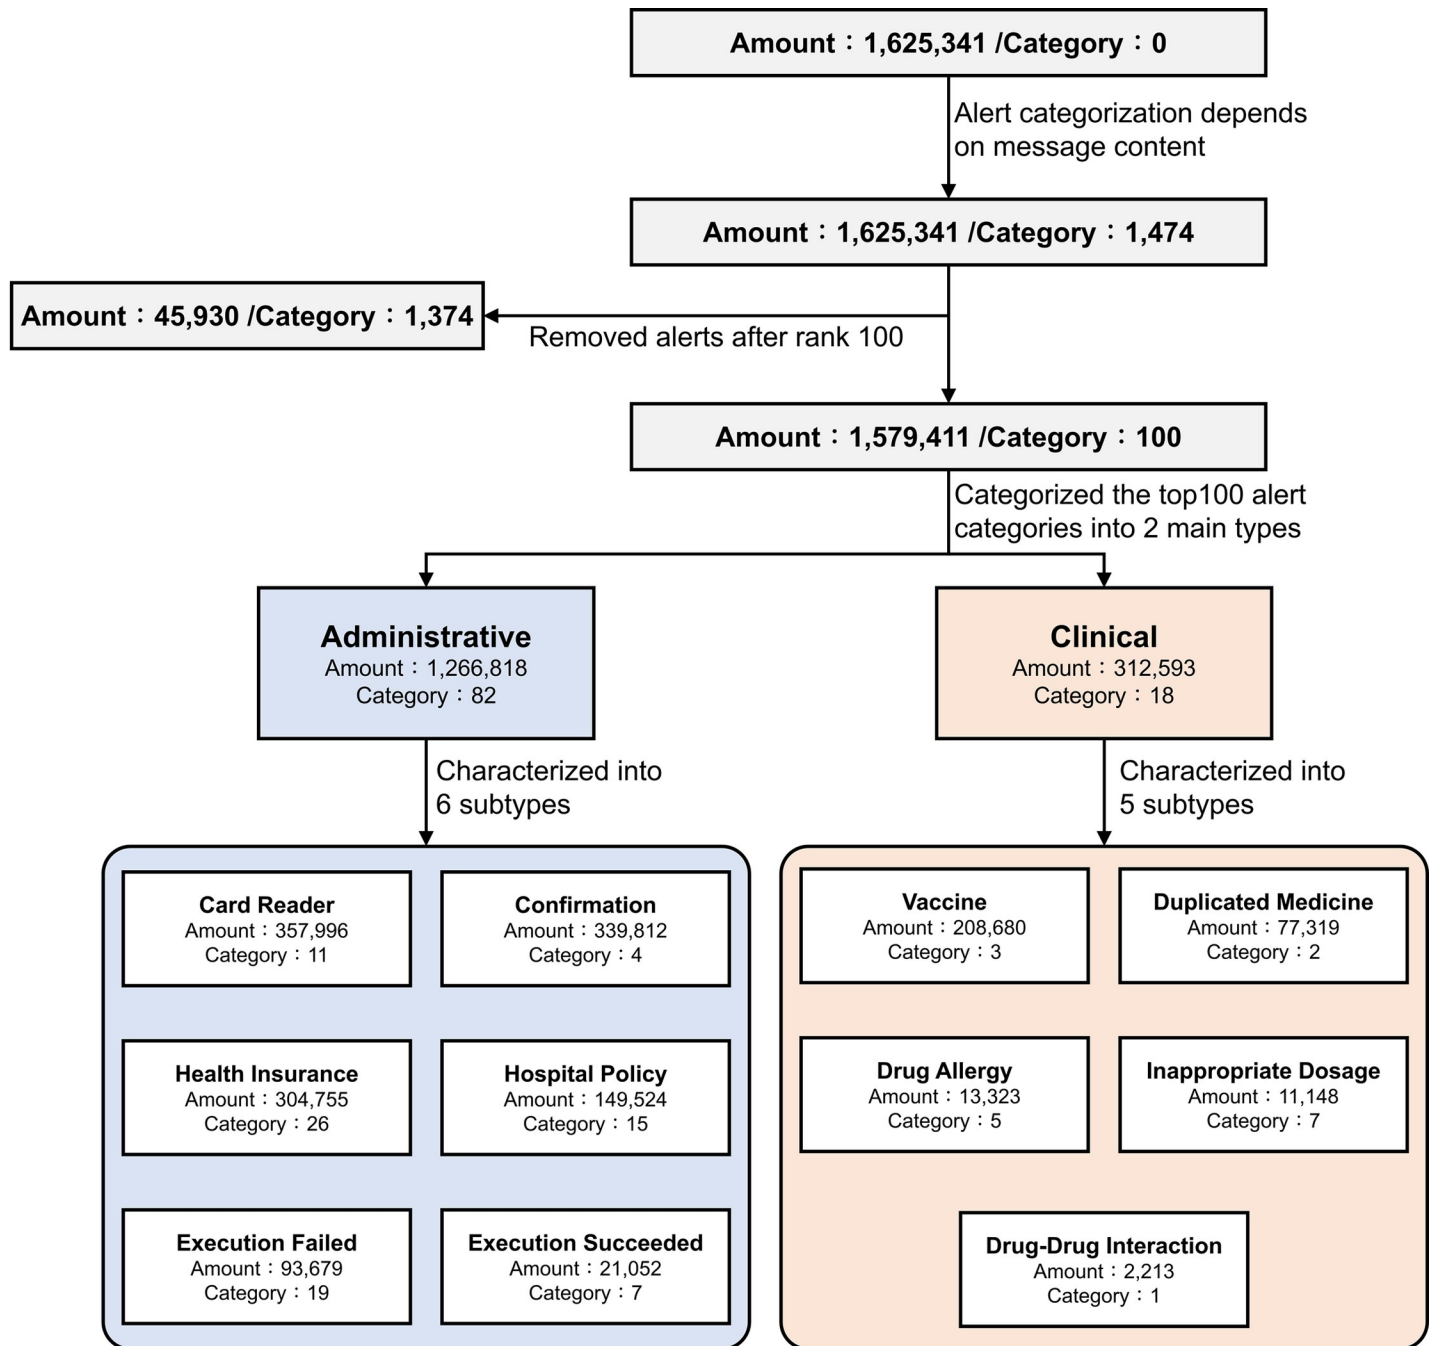 Amount：1,625,341 /Category：0
Alert categorization depends
on message content
Amount：1,625,341 /Category：1,474
Amount：45,930 /Category：1,374
Removed alerts after rank 100
Amount：1,579,411 /Category：100
Categorized the top100 alert
categories into 2 main types
Administrative
Amount：1,266,818
Category：82
Clinical
Amount：312,593
Category：18
Characterized into
6 subtypes
Characterized into
5 subtypes
Card Reader
Amount：357,996
Category：11
Confirmation
Amount：339,812
Category：4
Health Insurance
Amount：304,755
Category：26
Hospital Policy
Amount：149,524
Category：15
Execution Failed
Amount：93,679
Category：19
Execution Succeeded
Amount：21,052
Category：7
Vaccine
Amount：208,680
Category：3
Duplicated Medicine
Amount：77,319
Category：2
Drug Allergy
Amount：13,323
Category：5
Inappropriate Dosage
Amount：11,148
Category：7
Drug-Drug Interaction
Amount：2,213
Category：1